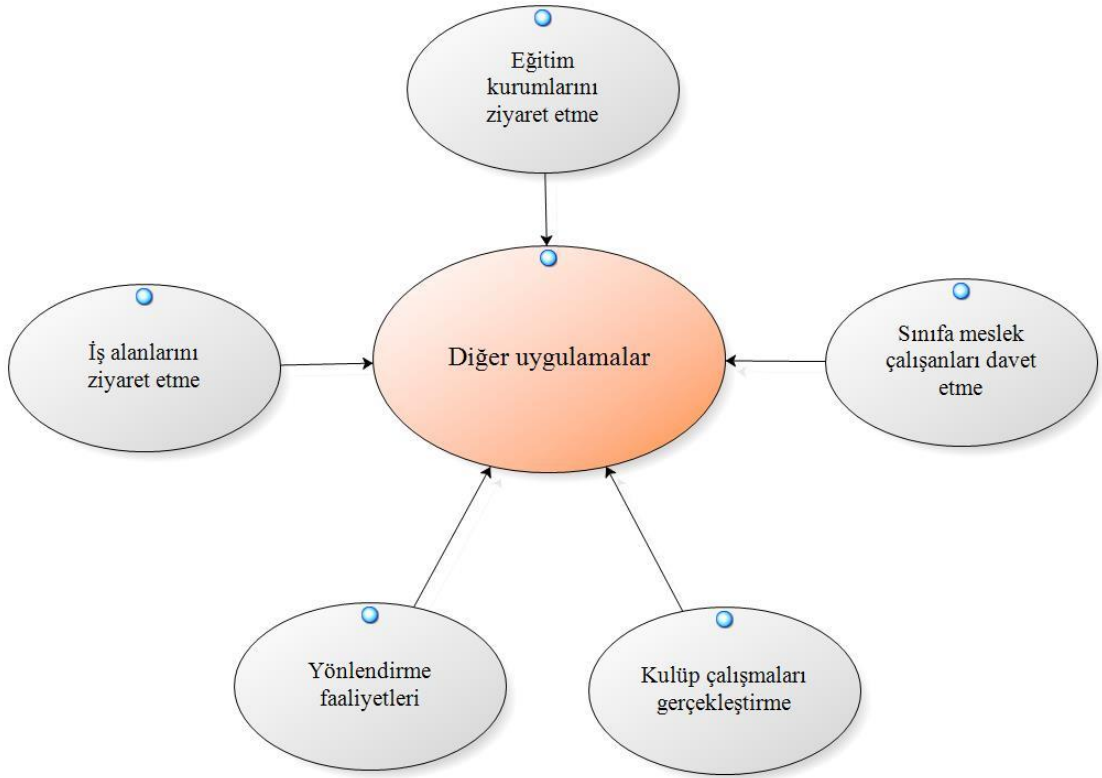 Eğitim
kurumlarını
ziyaret etme
İş alanlarını
ziyaret etme
Diğer uygulamalar
Sınıfa meslek
çalışanları davet
etme
Yönlendirme
faaliyetleri
Kulüp çalışmaları
gerçekleştirme